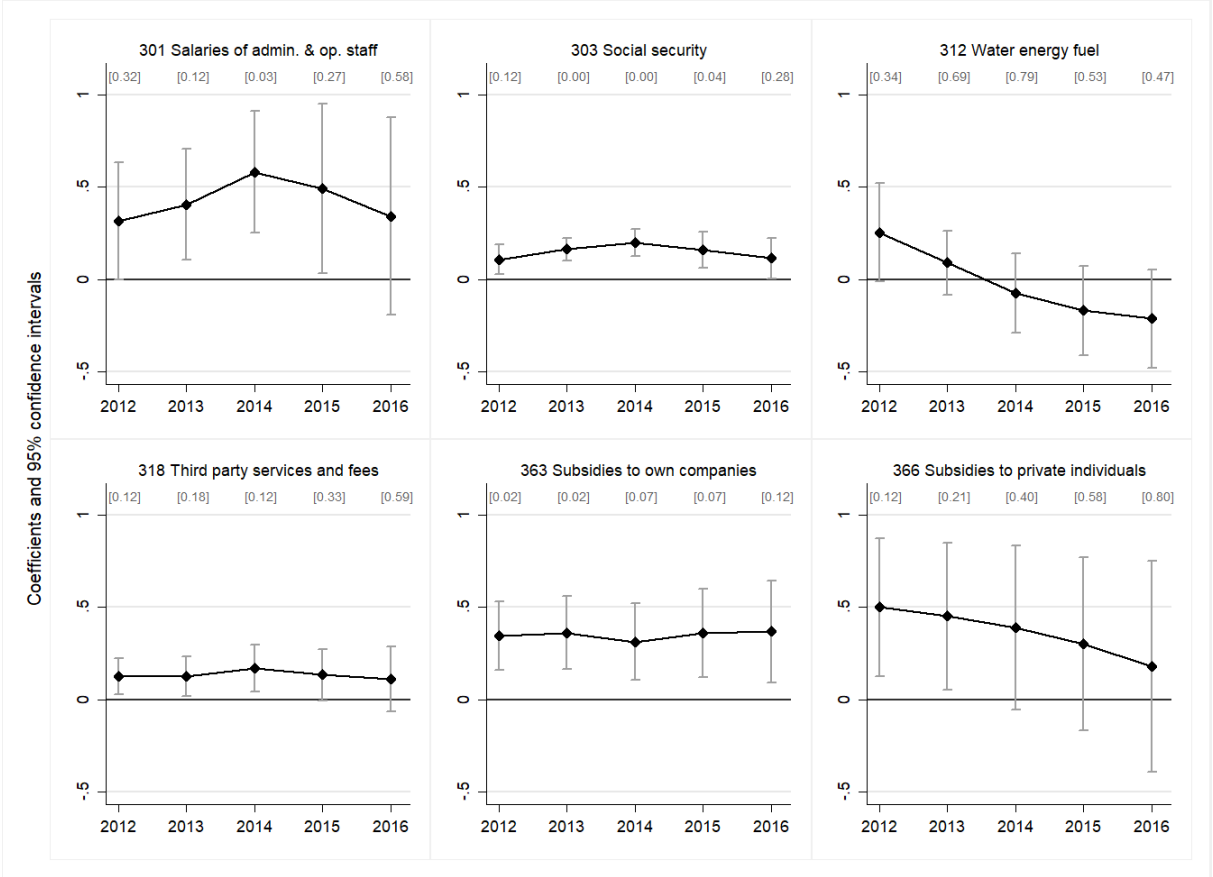 Coefficients and 95% confidence intervals
301 Salaries of admin. & op. staff
[0.32] [0.12] [0.03] [0.27] [0.58]
1
.5
0
-.5
2012 2013 2014 2015 2016
303 Social security
[0.12] [0.00] [0.00] [0.04] [0.28]
1
.5
0
-.5
2012 2013 2014 2015 2016
312 Water energy fuel
[0.34] [0.69] [0.79] [0.53] [0.47]
1
.5
0
-.5
2012 2013 2014 2015 2016
318 Third party services and fees
[0.12] [0.18] [0.12] [0.33] [0.59]
1
.5
0
-.5
2012 2013 2014 2015 2016
363 Subsidies to own companies
[0.02] [0.02] [0.07] [0.07] [0.12]
1
.5
0
-.5
2012 2013 2014 2015 2016
366 Subsidies to private individuals
[0.12] [0.21] [0.40] [0.58] [0.80]
1
.5
0
-.5
2012 2013 2014 2015 2016